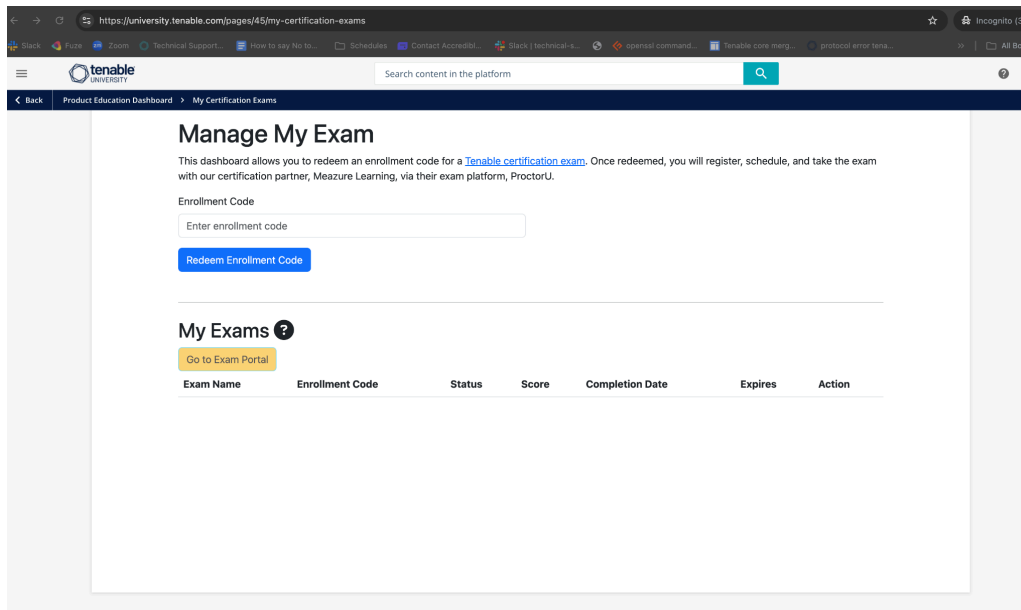 https://university.tenable.com/pages/45/my-certification-exams
Incognito (3
Slack
Fuze
Zoom
Technical Support...
How to say No to...
Schedules
Contact Accredibl...
Slack | technical-s...
openssl command...
Tenable core merg...
protocol error tena...
»
All Bo
tenable
UNIVERSITY
Search content in the platform
Back
Product Education Dashboard > My Certification Exams
Manage My Exam
This dashboard allows you to redeem an enrollment code for a Tenable certification exam. Once redeemed, you will register, schedule, and take the exam
with our certification partner, Meazure Learning, via their exam platform, ProctorU.
Enrollment Code
Enter enrollment code
Redeem Enrollment Code
My Exams ?
Go to Exam Portal
Exam Name Enrollment Code Status Score Completion Date Expires Action